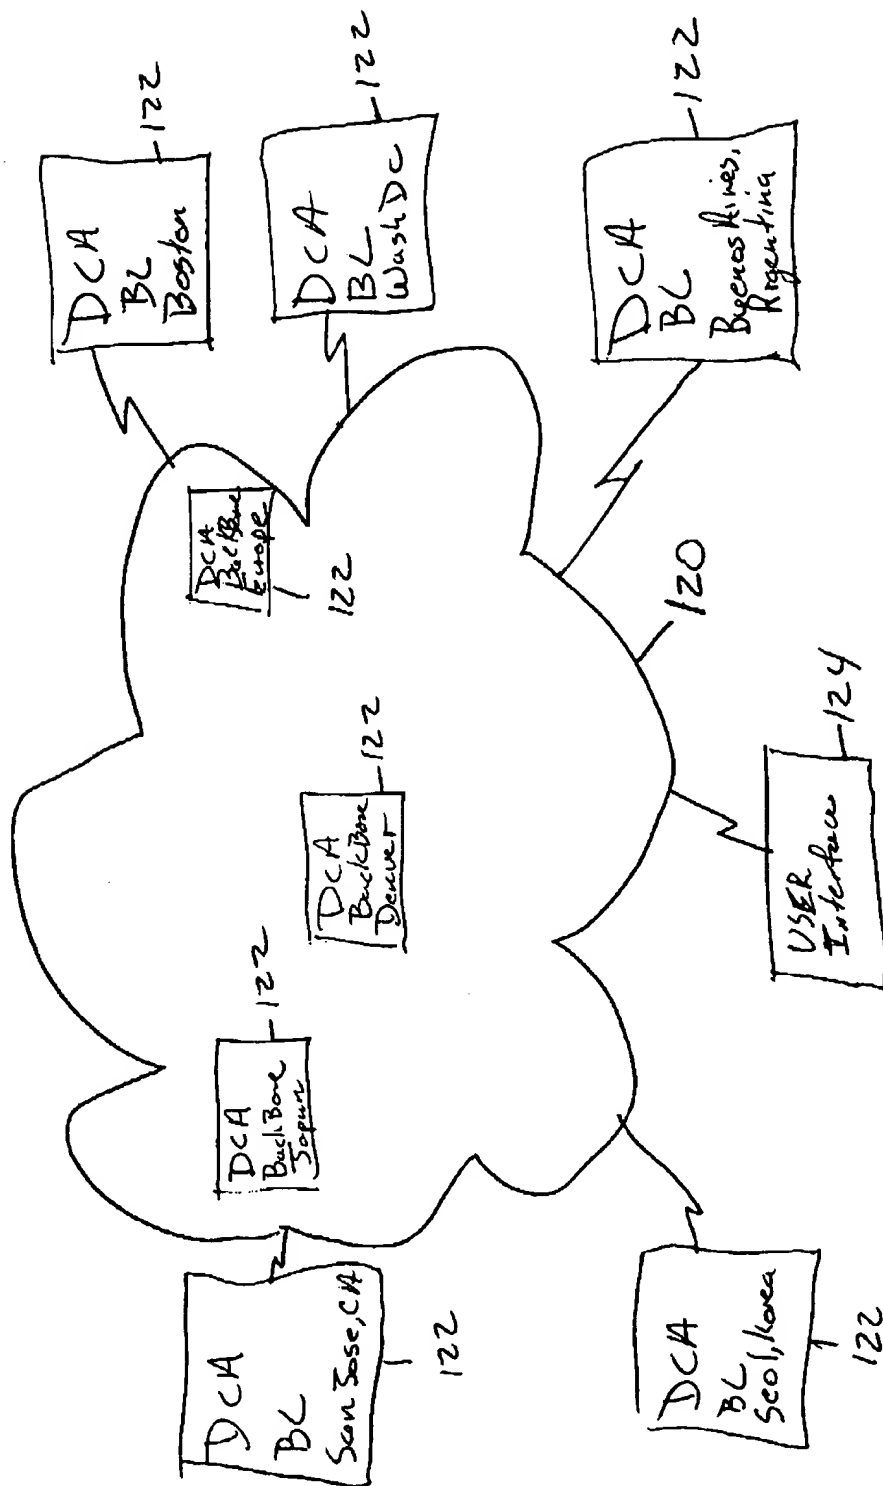 DCA
BL
San Jose, CA
122
DCA
BL
Seol, Korea
122
DCA
BackBone
Japan
122
DCA
BackBone
Denver
122
DCA
BackBone
Europe
122
DCA
BL
Boston
122
DCA
BL
Wash DC
122
DCA
BL
Buenos Aires,
Argentina
122
120
USER
Interface
124